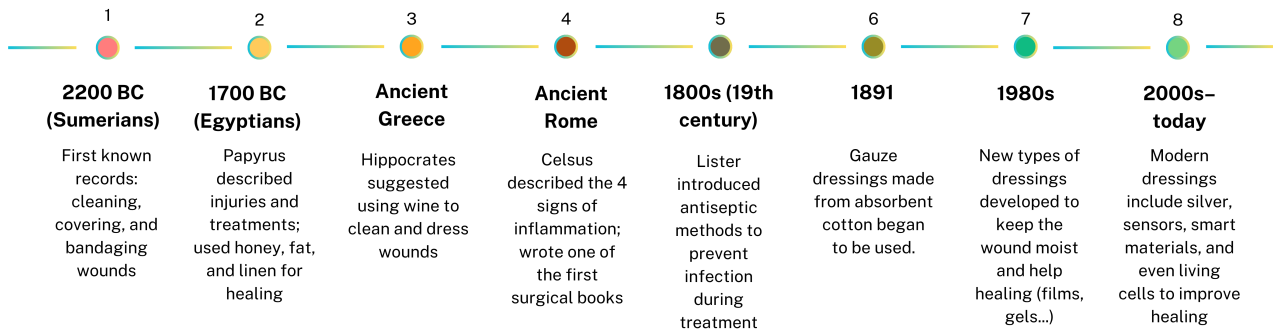 1
2200 BC
(Sumerians)
First known
records:
cleaning,
covering, and
bandaging
wounds
2
1700 BC
(Egyptians)
Papyrus
described
injuries and
treatments;
used honey, fat,
and linen for
healing
3
Ancient
Greece
Hippocrates
suggested
using wine to
clean and dress
wounds
4
Ancient
Rome
Celsus
described the 4
signs of
inflammation;
wrote one of
the first
surgical books
5
1800s (19th
century)
Lister
introduced
antiseptic
methods to
prevent
infection
during
treatment
6
1891
Gauze
dressings made
from absorbent
cotton began
to be used.
7
1980s
New types of
dressings
developed to
keep the
wound moist
and help
healing (films,
gels...)
8
2000s–
today
Modern
dressings
include silver,
sensors, smart
materials, and
even living
cells to improve
healing